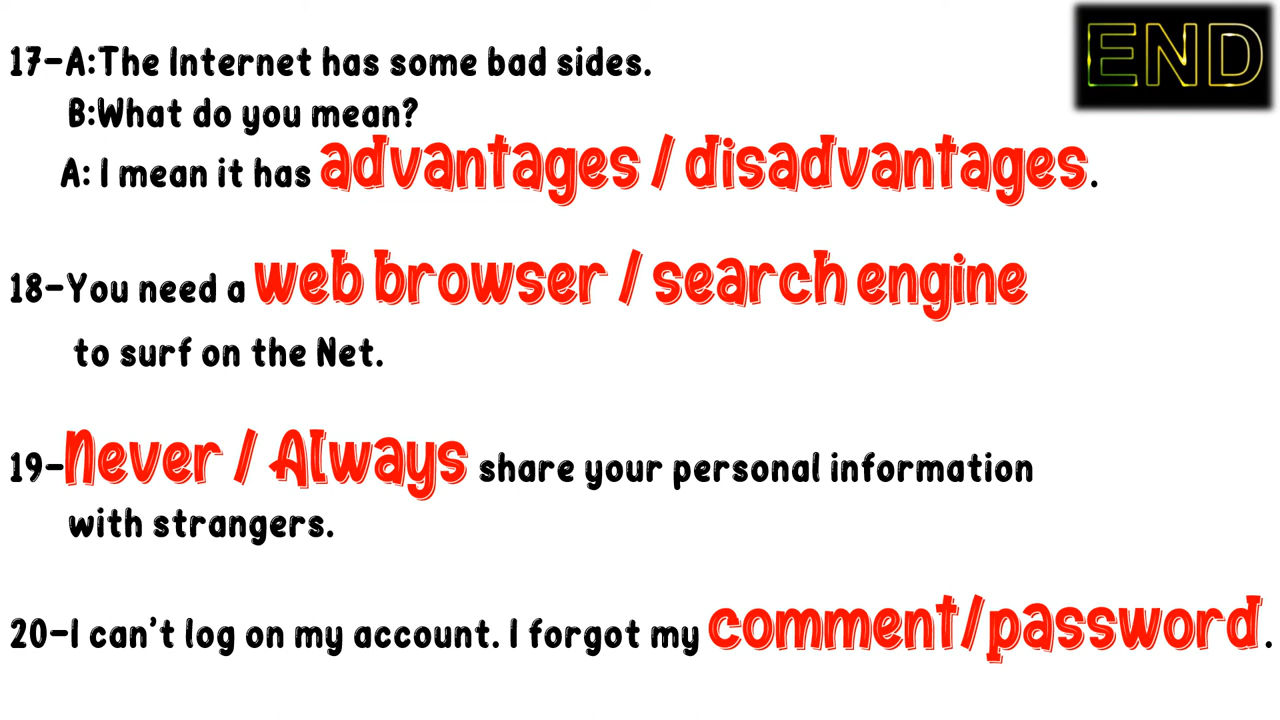 END
17-A:The Internet has some bad sides.
B:What do you mean?
A: I mean it has advantages / disadvantages.
18-You need a web browser / search engine
to surf on the Net.
19-Never / Always share your personal information
with strangers.
20-I can't log on my account. I forgot my comment/password.